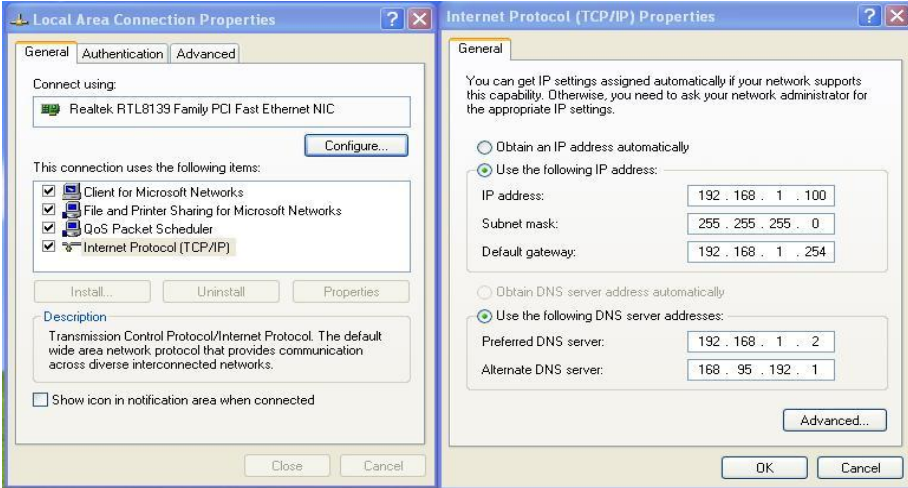 Local Area Connection Properties
General Authentication Advanced
Connect using:
Realtek RTL8139 Family PCI Fast Ethernet NIC
Configure...
This connection uses the following items:
Client for Microsoft Networks
File and Printer Sharing for Microsoft Networks
QoS Packet Scheduler
Internet Protocol (TCP/IP)
Install... Uninstall Properties
Description
Transmission Control Protocol/Internet Protocol. The default
wide area network protocol that provides communication
across diverse interconnected networks.
Show icon in notification area when connected
Close Cancel
Internet Protocol (TCP/IP) Properties
General
You can get IP settings assigned automatically if your network supports
this capability. Otherwise, you need to ask your network administrator for
the appropriate IP settings.
Obtain an IP address automatically
Use the following IP address:
IP address: 192 . 168 . 1 . 100
Subnet mask: 255 . 255 . 255 . 0
Default gateway: 192 . 168 . 1 . 254
Obtain DNS server address automatically
Use the following DNS server addresses:
Preferred DNS server: 192 . 168 . 1 . 2
Alternate DNS server: 168 . 95 . 192 . 1
Advanced...
OK Cancel